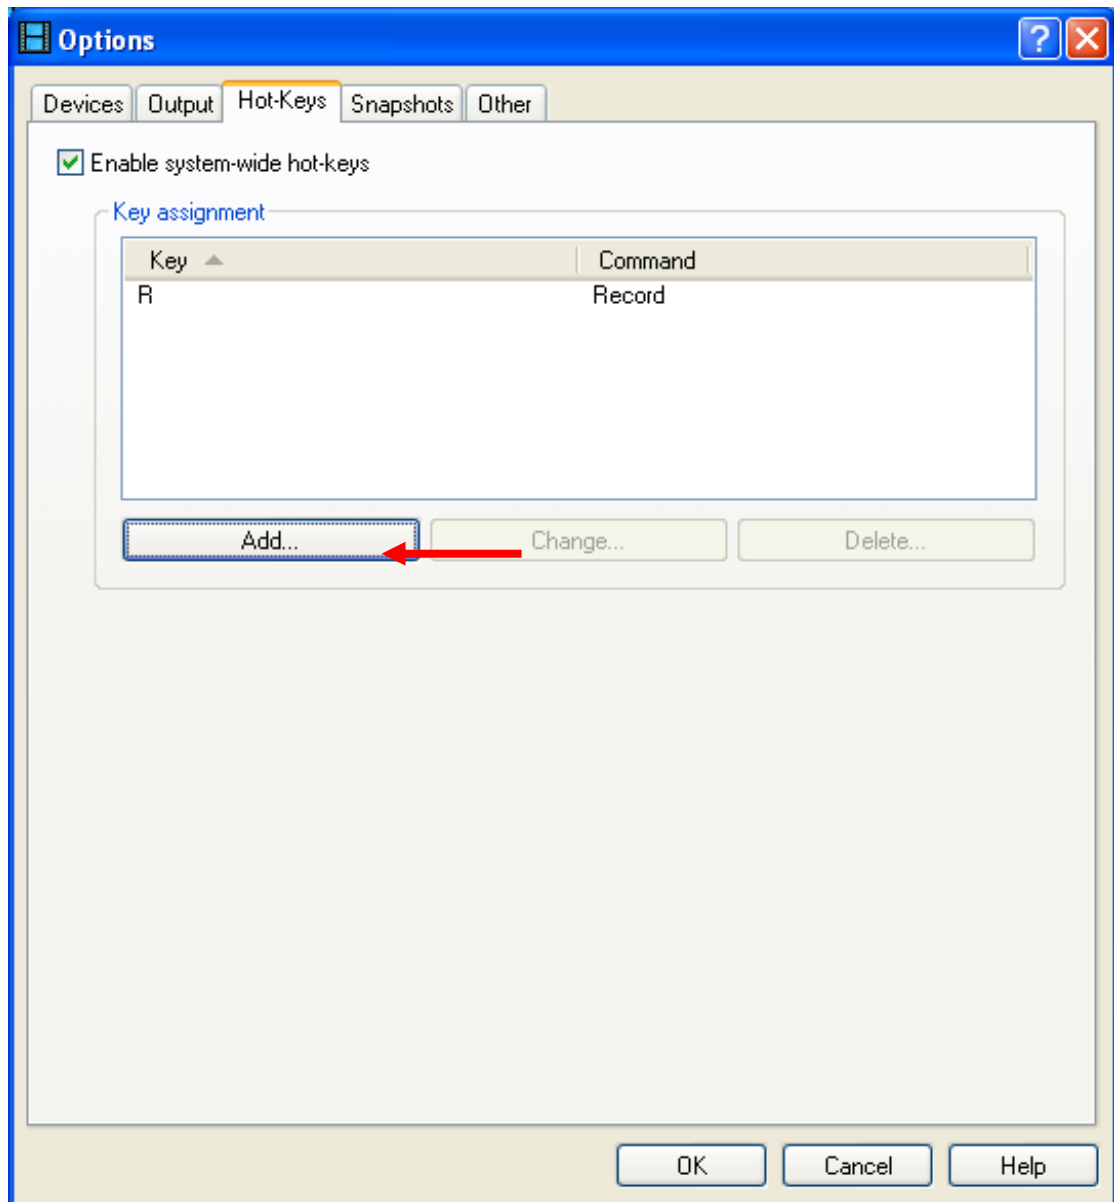 Options
Devices Output Hot-Keys Snapshots Other
Enable system-wide hot-keys
Key assignment
Key Command
R Record
Add... Change... Delete...
OK Cancel Help